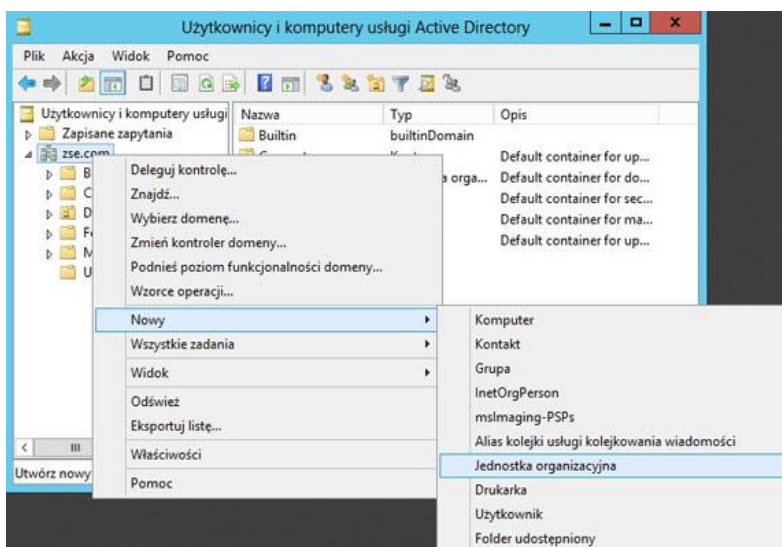 Użytkownicy i komputery usługi Active Directory
Plik Akcja Widok Pomoc
Użytkownicy i komputery usługi
Zapisane zapytania
zse.com
Nazwa Typ Opis
Builtin builtinDomain
Default container for up...
orga... Default container for do...
Default container for sec...
Default container for ma...
Default container for up...
B
C
D
F
M
U
Deleguj kontrolę...
Znajdź...
Wybierz domenę...
Zmień kontroler domeny...
Podnieś poziom funkcjonalności domeny...
Wzorce operacji...
Nowy
Wszystkie zadania
Widok
Odśwież
Eksportuj listę...
Właściwości
Pomoc
Komputer
Kontakt
Grupa
InetOrgPerson
msImaging-PSPs
Alias kolejki usługi kolejkowania wiadomości
Jednostka organizacyjna
Drukarka
Użytkownik
Folder udostępniony
Utwórz nowy